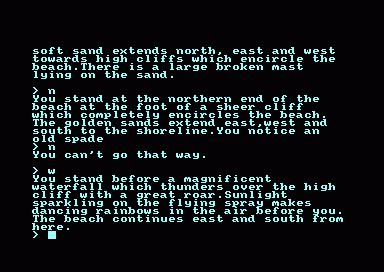 soft sand extends north, east and west
towards high cliffs which encircle the
beach.There is a large broken mast
lying on the sand.
> n
You stand at the northern end of the
beach at the foot of a sheer cliff
which completely encircles the beach.
The golden sands extend east,west and
south to the shoreline.You notice an
old spade
> n
You can't go that way.
> w
You stand before a magnificent
waterfall which thunders over the high
cliff with a great roar.Sunlight
sparkling on the flying spray makes
dancing rainbows in the air before you.
The beach continues east and south from
here.
>